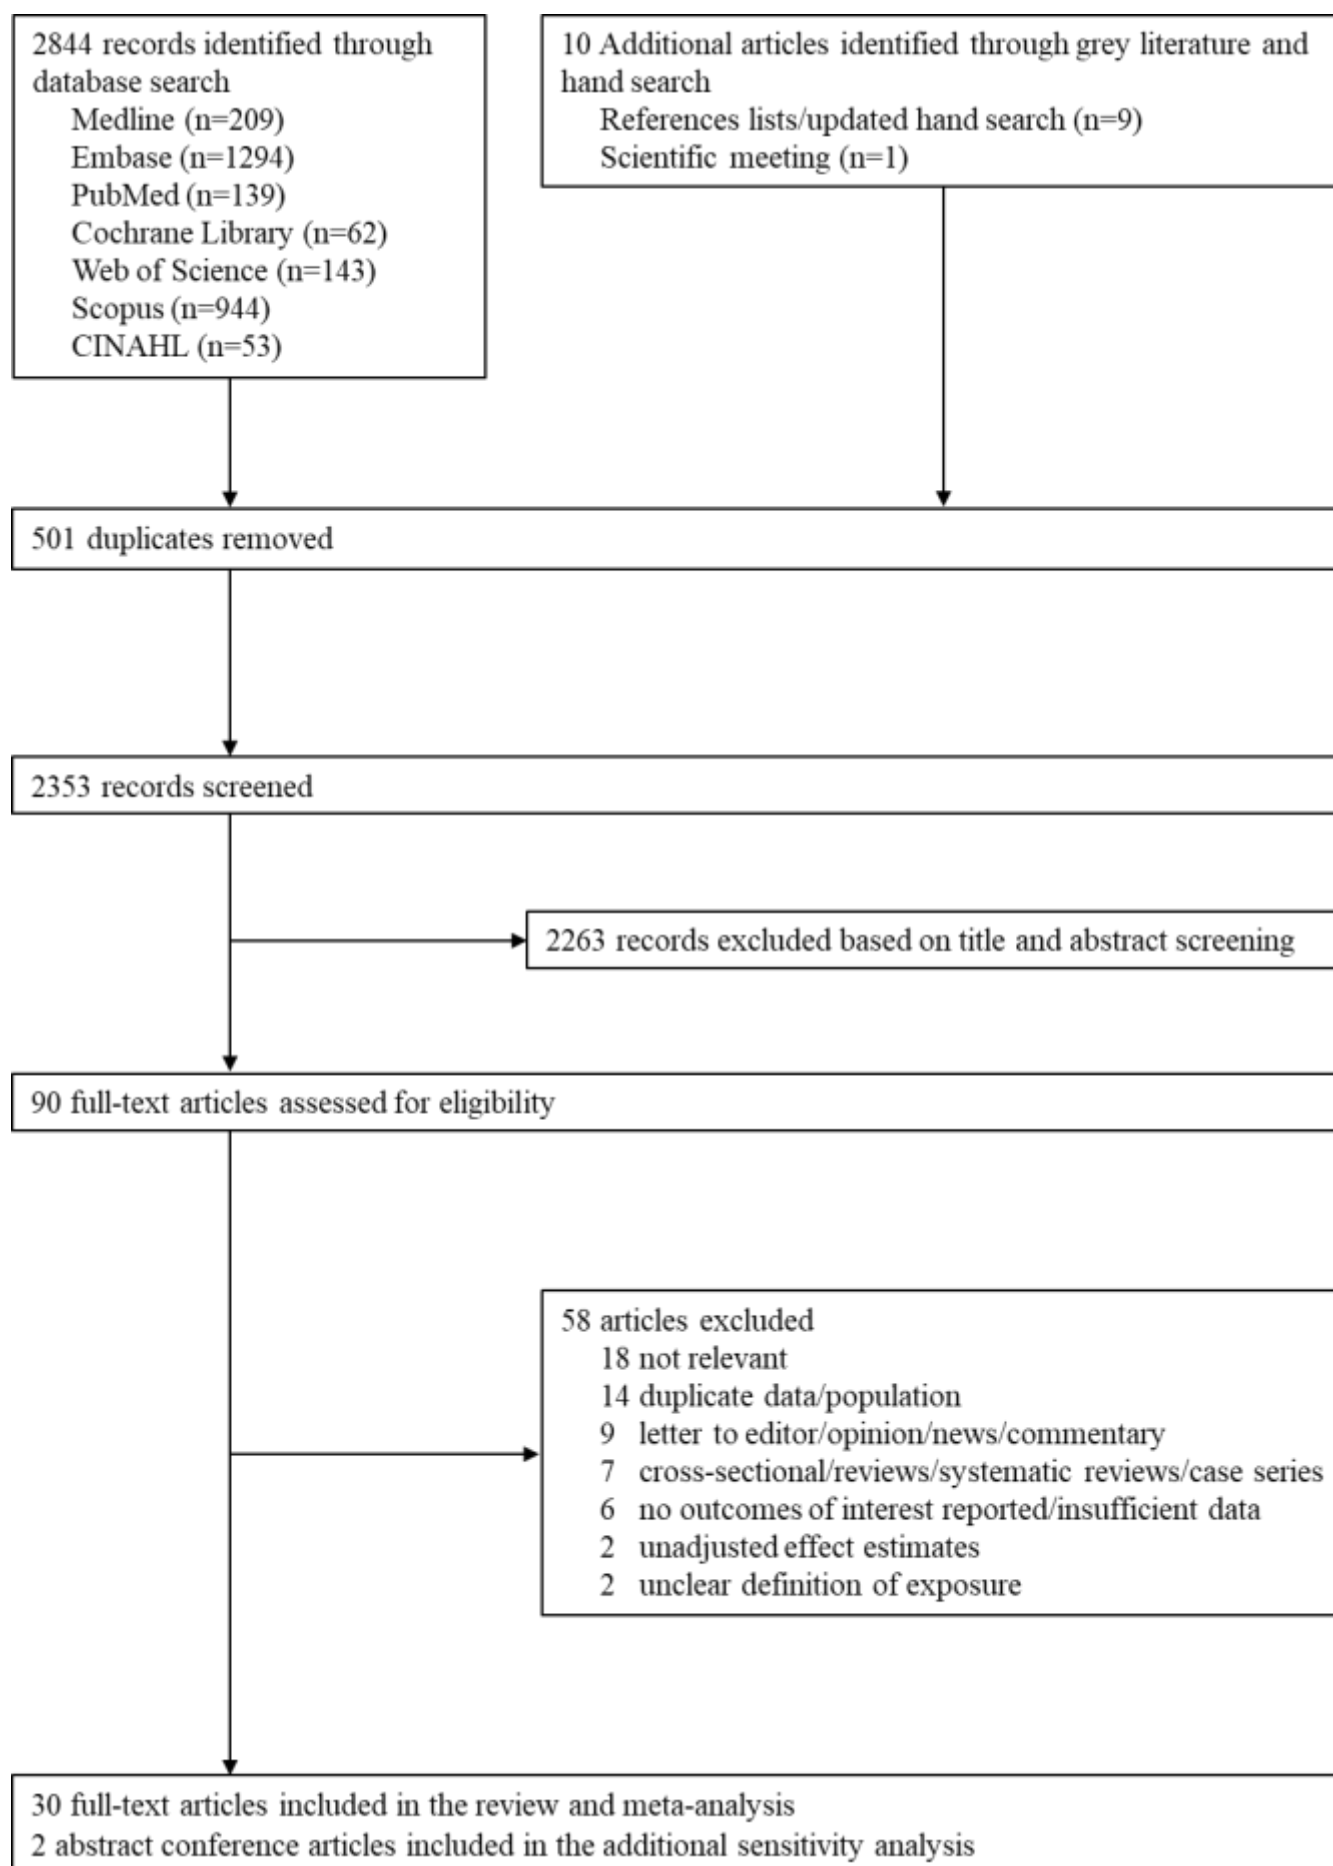 2844 records identified through
database search
Medline (n=209)
Embase (n=1294)
PubMed (n=139)
Cochrane Library (n=62)
Web of Science (n=143)
Scopus (n=944)
CINAHL (n=53)
10 Additional articles identified through grey literature and
hand search
References lists/updated hand search (n=9)
Scientific meeting (n=1)
501 duplicates removed
2353 records screened
2263 records excluded based on title and abstract screening
90 full-text articles assessed for eligibility
58 articles excluded
18 not relevant
14 duplicate data/population
9 letter to editor/opinion/news/commentary
7 cross-sectional/reviews/systematic reviews/case series
6 no outcomes of interest reported/insufficient data
2 unadjusted effect estimates
2 unclear definition of exposure
30 full-text articles included in the review and meta-analysis
2 abstract conference articles included in the additional sensitivity analysis